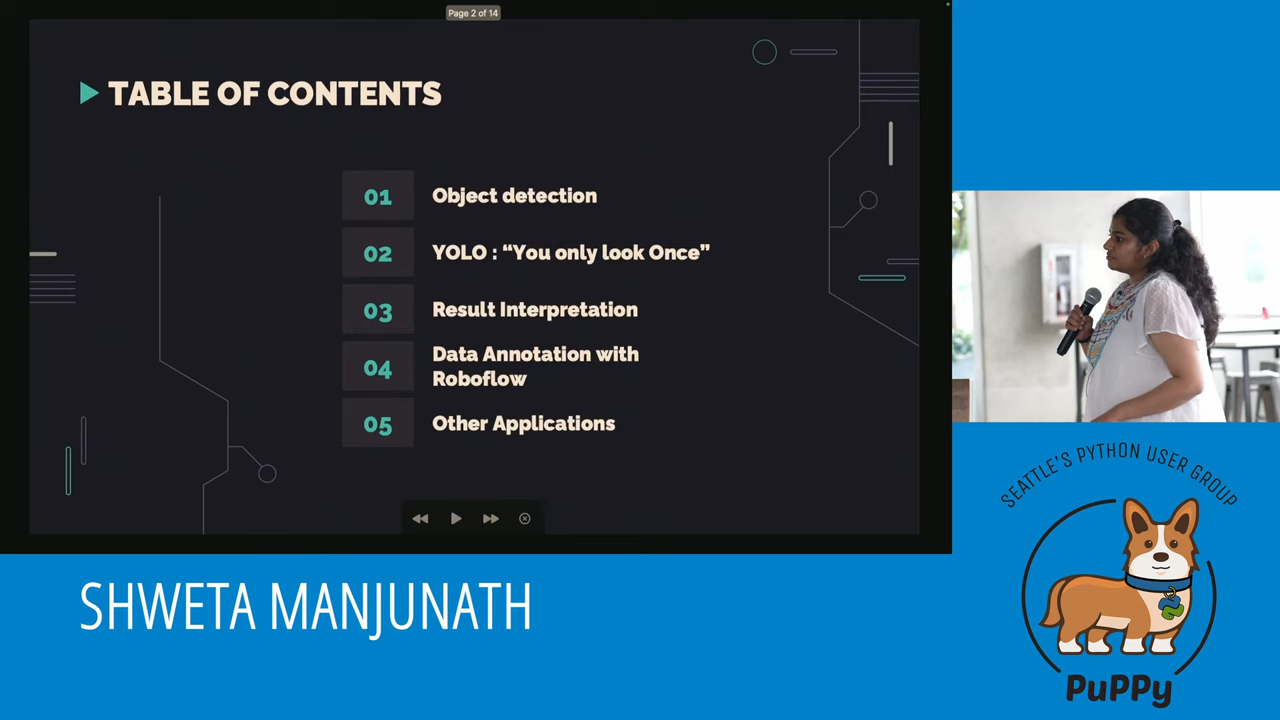 Page 2 of 14
TABLE OF CONTENTS
01 Object detection
02 YOLO : “You only look Once”
03 Result Interpretation
04 Data Annotation with
Roboflow
05 Other Applications
SHWETA MANJUNATH
SEATTLE'S PYTHON USER GROUP
PuPPy